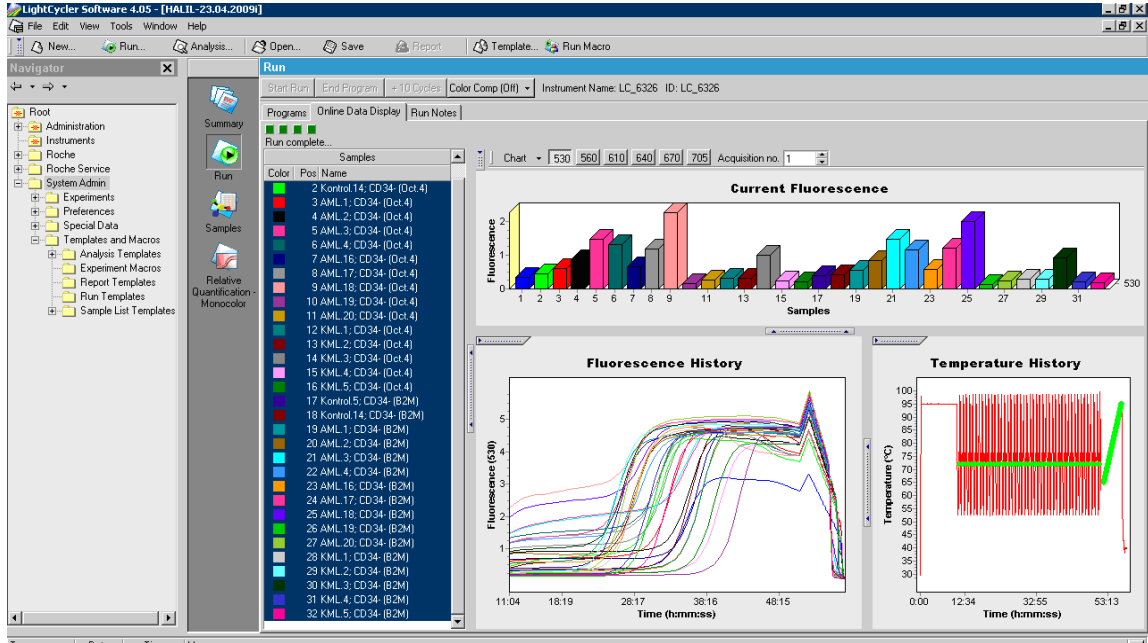 LightCycler Software 4.05 - [HALIL-23.04.2009i]
File Edit View Tools Window Help
New... Run... Analysis... Open... Save Report Template... Run Macro
Navigator
Root
Administration
Instruments
Roche
Roche Service
System Admin
Experiments
Preferences
Special Data
Templates and Macros
Analysis Templates
Experiment Macros
Report Templates
Run Templates
Sample List Templates
Summary
Run
Samples
Relative
Quantification -
Monocolor
Run
Start Run End Program +10 Cycles Color Comp (Off) Instrument Name: LC_6326 ID: LC_6326
Programs Online Data Display Run Notes
Run complete...
Samples
Color Pos Name
2 Kontrol.14; CD34- (Oct.4)
3 AML.1; CD34- (Oct.4)
4 AML.2; CD34- (Oct.4)
5 AML.3; CD34- (Oct.4)
6 AML.4; CD34- (Oct.4)
7 AML.16; CD34- (Oct.4)
8 AML.17; CD34- (Oct.4)
9 AML.18; CD34- (Oct.4)
10 AML.19; CD34- (Oct.4)
11 AML.20; CD34- (Oct.4)
12 KML.1; CD34- (Oct.4)
13 KML.2; CD34- (Oct.4)
14 KML.3; CD34- (Oct.4)
15 KML.4; CD34- (Oct.4)
16 KML.5; CD34- (Oct.4)
17 Kontrol.5; CD34- (B2M)
18 Kontrol.14; CD34- (B2M)
19 AML.1; CD34- (B2M)
20 AML.2; CD34- (B2M)
21 AML.3; CD34- (B2M)
22 AML.4; CD34- (B2M)
23 AML.16; CD34- (B2M)
24 AML.17; CD34- (B2M)
25 AML.18; CD34- (B2M)
26 AML.19; CD34- (B2M)
27 AML.20; CD34- (B2M)
28 KML.1; CD34- (B2M)
29 KML.2; CD34- (B2M)
30 KML.3; CD34- (B2M)
31 KML.4; CD34- (B2M)
32 KML.5; CD34- (B2M)
Chart 530 560 610 640 670 705 Acquisition no. 1
Current Fluorescence
Fluorescence
2
1
0
530
1 2 3 4 5 6 7 8 9 11 13 15 17 19 21 23 25 27 29 31
Samples
Fluorescence History
Fluorescence (530)
5
4
3
2
1
11:04 18:19 28:17 38:16 48:15
Time (h:mm:ss)
Temperature History
Temperature (°C)
100
95
90
85
80
75
70
65
60
55
50
45
40
35
30
0:00 12:34 32:55 53:13
Time (h:mm:ss)